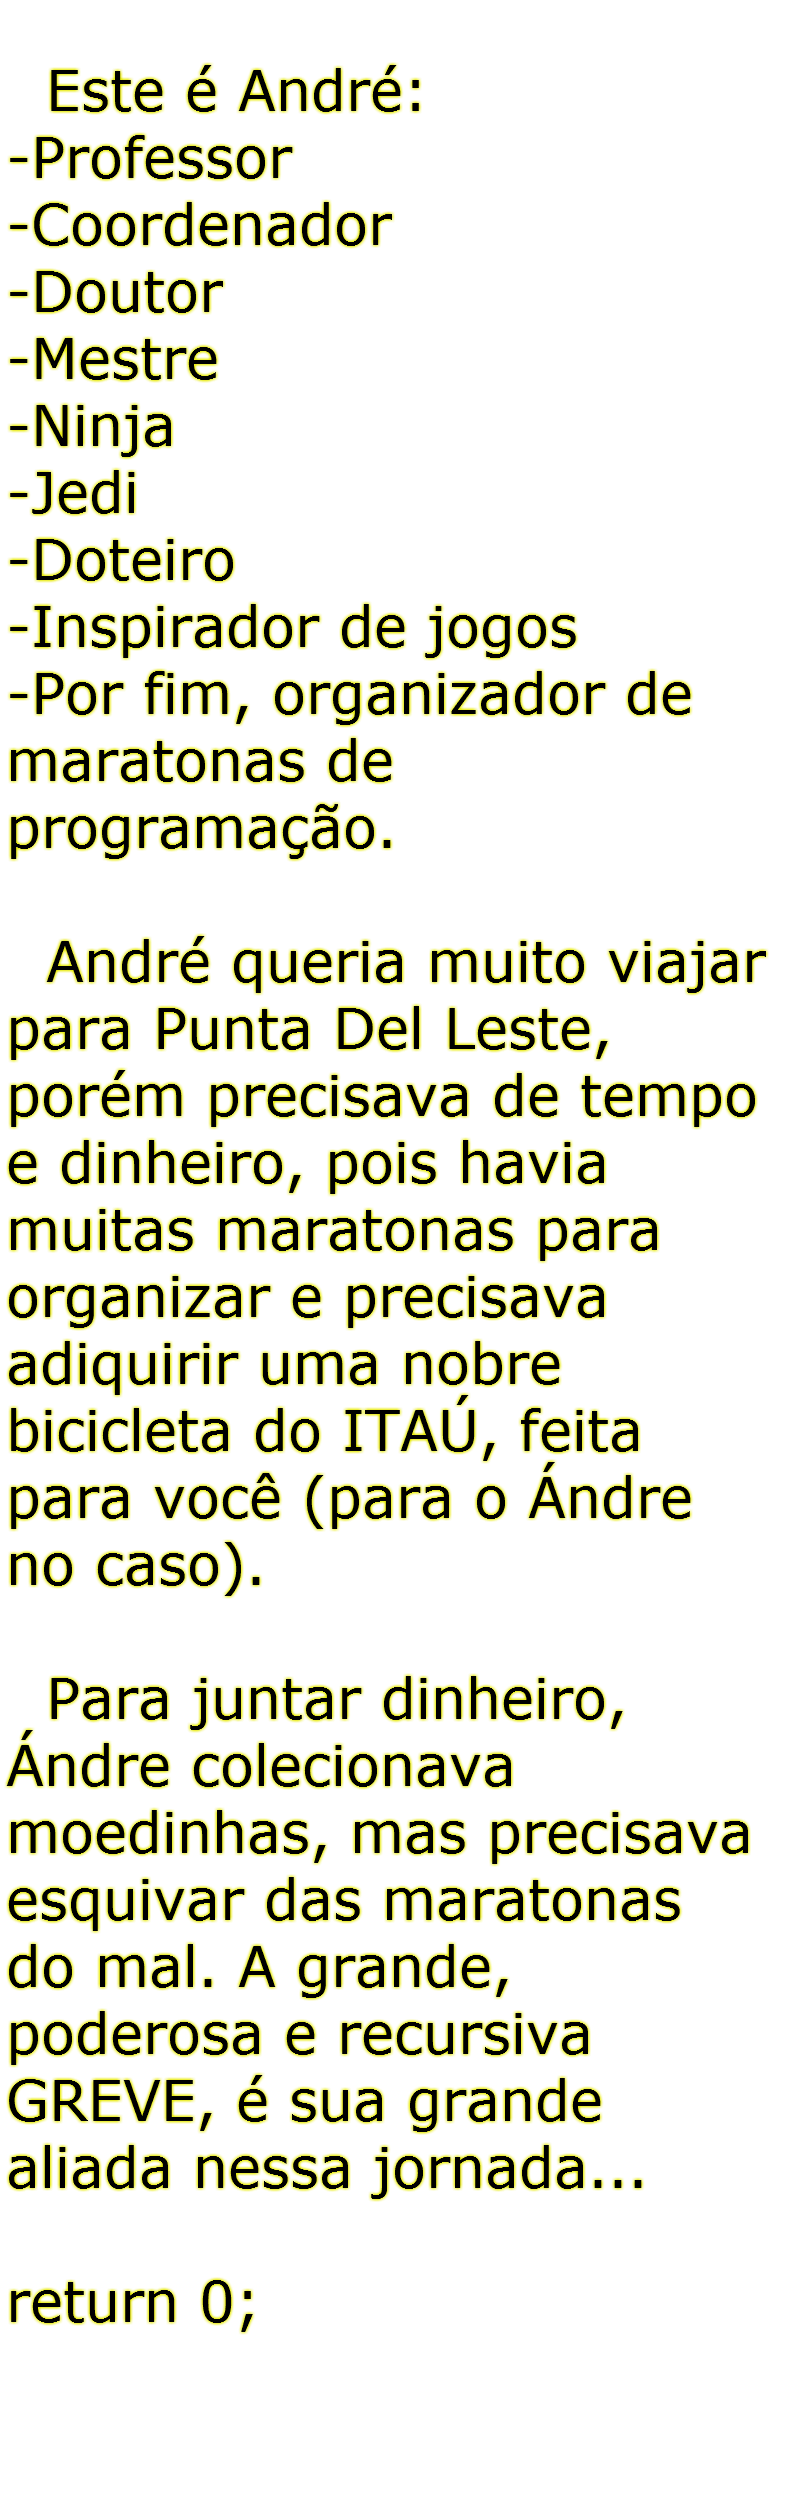 Este é André:
-Professor
-Coordenador
-Doutor
-Mestre
-Ninja
-Jedi
-Doteiro
-Inspirador de jogos
-Por fim, organizador de
maratonas de
programação.
André queria muito viajar
para Punta Del Leste,
porém precisava de tempo
e dinheiro, pois havia
muitas maratonas para
organizar e precisava
adiquirir uma nobre
bicicleta do ITAÚ, feita
para você (para o Ándre
no caso).
Para juntar dinheiro,
Ándre colecionava
moedinhas, mas precisava
esquivar das maratonas
do mal. A grande,
poderosa e recursiva
GREVE, é sua grande
aliada nessa jornada...
return 0;